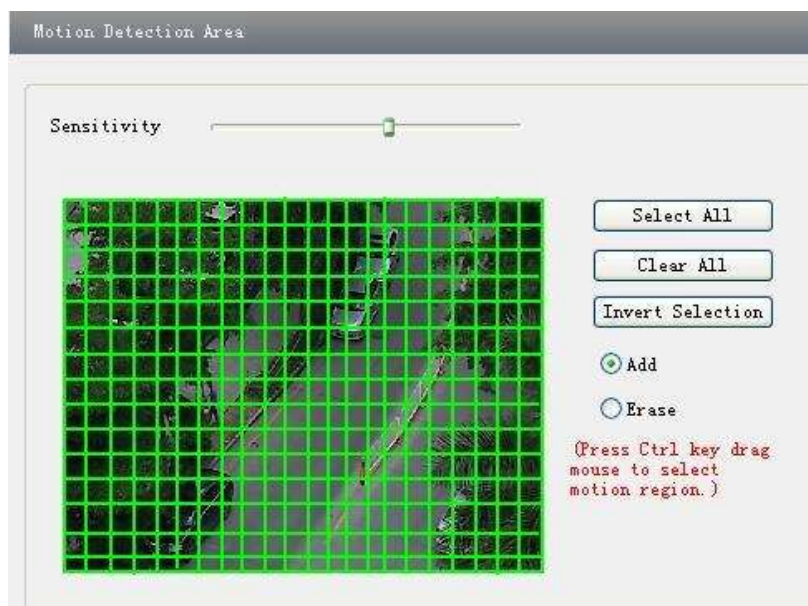 Motion Detection Area
Sensitivity
Select All
Clear All
Invert Selection
Add
Erase
(Press Ctrl key drag
mouse to select
motion region.)